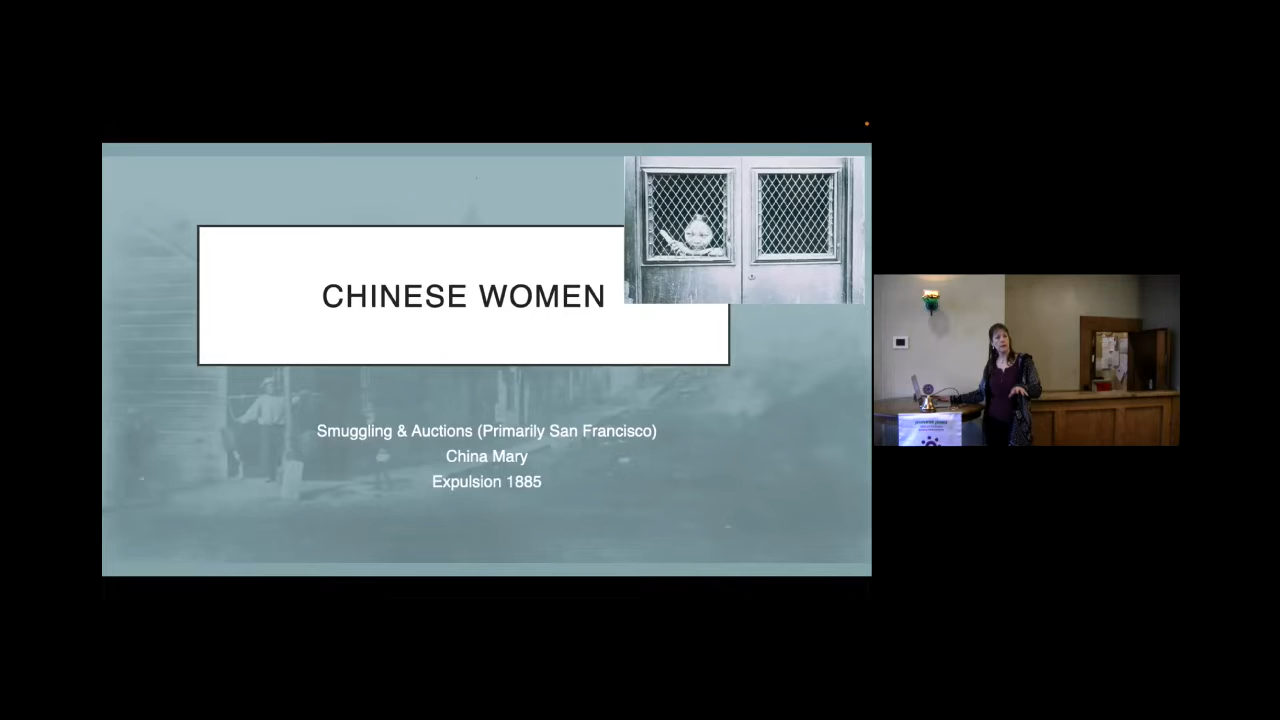 CHINESE WOMEN
Smuggling & Auctions (Primarily San Francisco)
China Mary
Expulsion 1885